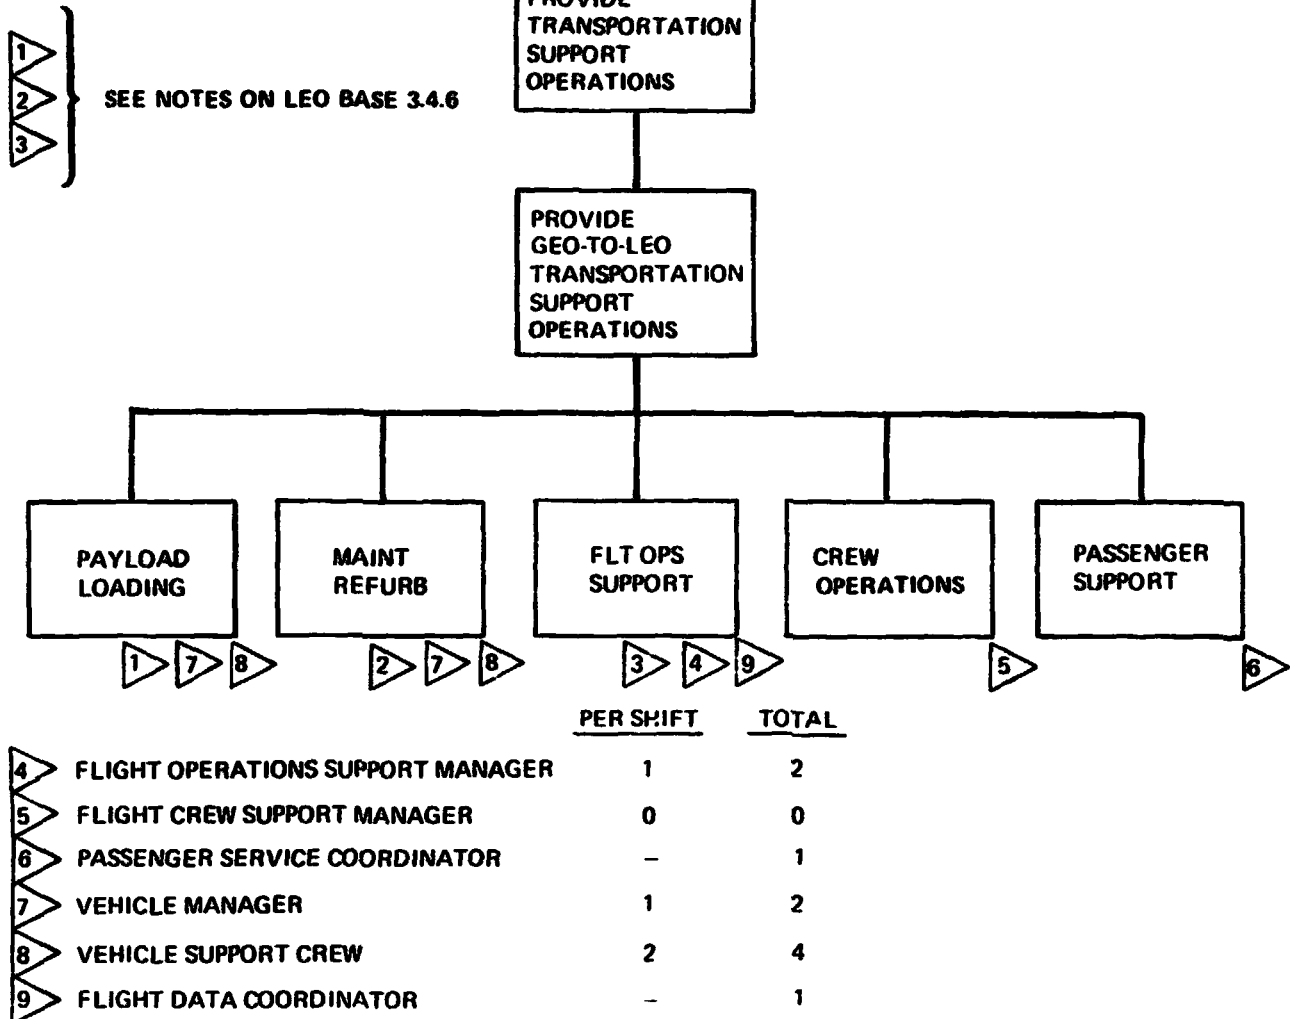 PROVIDE
TRANSPORTATION
SUPPORT
OPERATIONS
1
2
3
SEE NOTES ON LEO BASE 3.4.6
PROVIDE
GEO-TO-LEO
TRANSPORTATION
SUPPORT
OPERATIONS
PAYLOAD
LOADING
1 7 8
MAINT
REFURB
2 7 8
FLT OPS
SUPPORT
3 4 9
CREW
OPERATIONS
5
PASSENGER
SUPPORT
6
PER SHIFT TOTAL
4 FLIGHT OPERATIONS SUPPORT MANAGER 1 2
5 FLIGHT CREW SUPPORT MANAGER 0 0
6 PASSENGER SERVICE COORDINATOR – 1
7 VEHICLE MANAGER 1 2
8 VEHICLE SUPPORT CREW 2 4
9 FLIGHT DATA COORDINATOR – 1